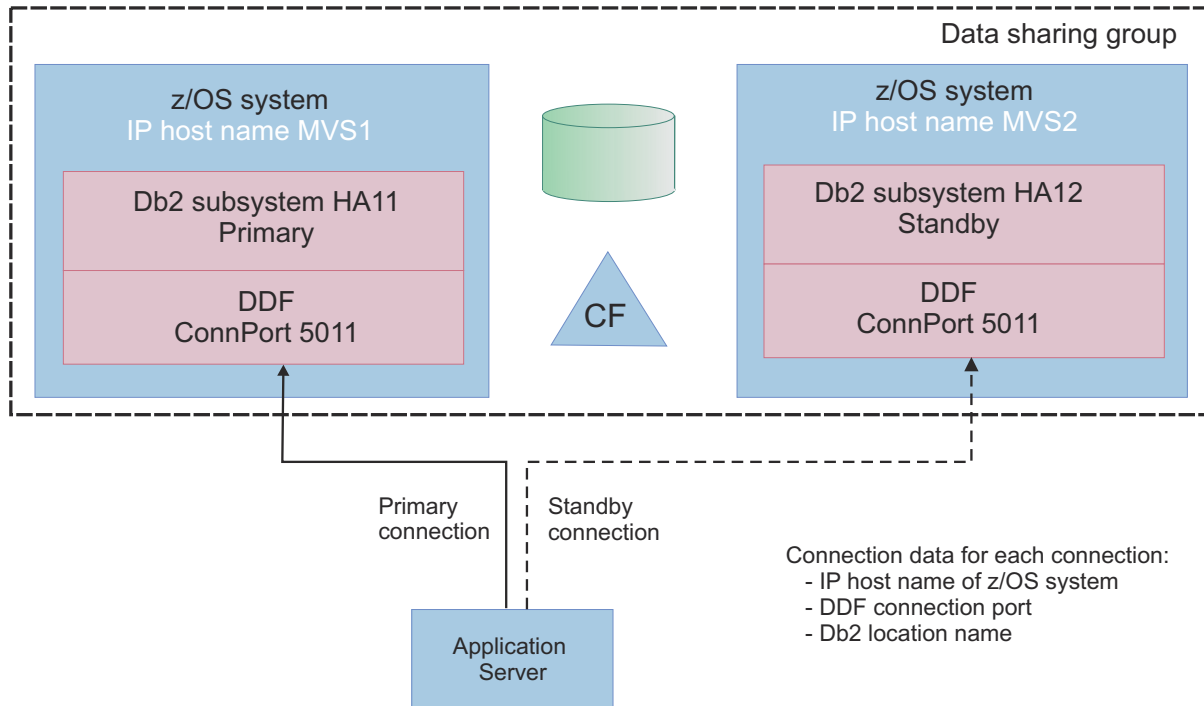 Data sharing group
z/OS system
IP host name MVS1
Db2 subsystem HA11
Primary
DDF
ConnPort 5011
CF
z/OS system
IP host name MVS2
Db2 subsystem HA12
Standby
DDF
ConnPort 5011
Primary
connection
Standby
connection
Connection data for each connection:
- IP host name of z/OS system
- DDF connection port
- Db2 location name
Application
Server